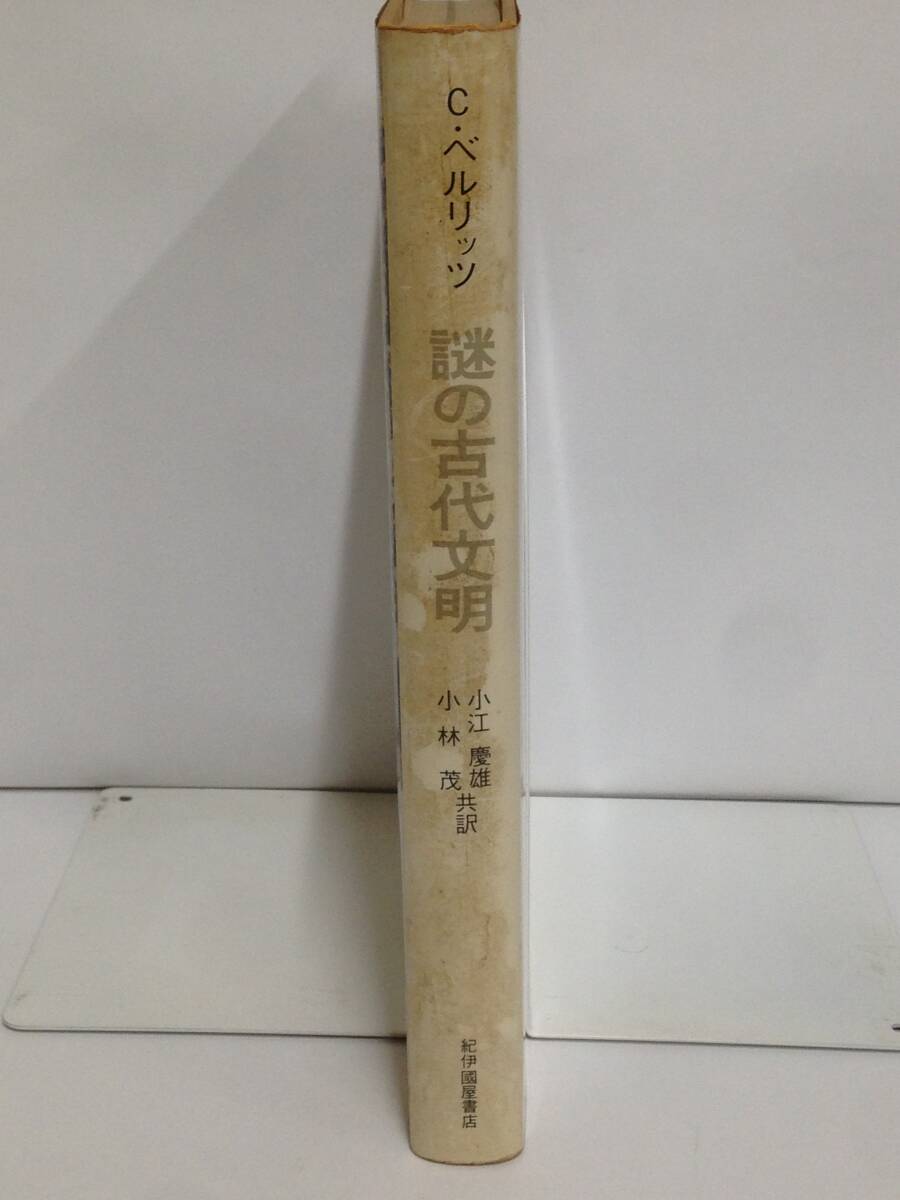 C・ベルリッツ
謎の古代文明
小江慶雄
小林茂
共訳
紀伊國屋書店